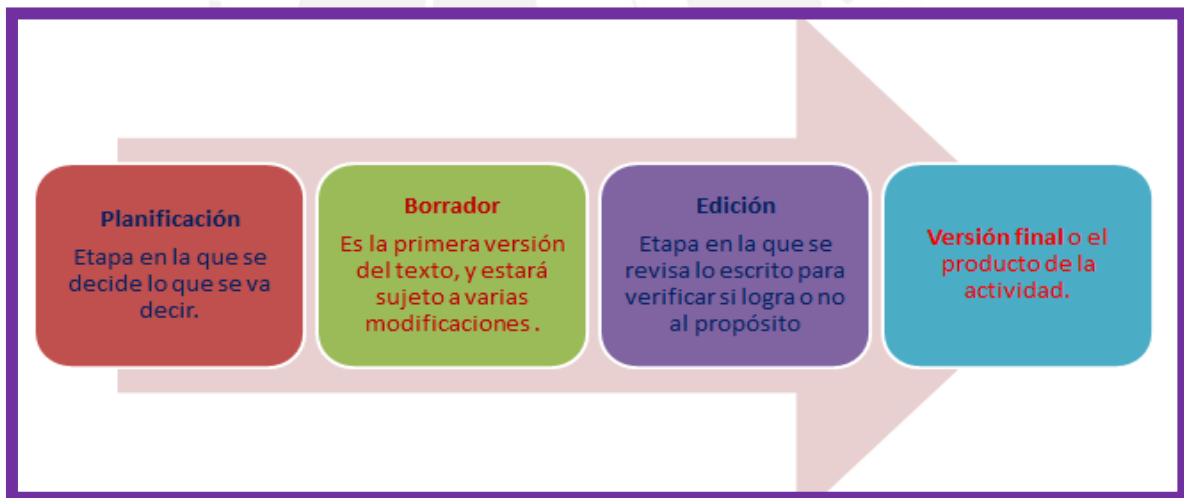 Planificación
Etapa en la que se
decide lo que se va
decir.
Borrador
Es la primera versión
del texto, y estará
sujeto a varias
modificaciones .
Edición
Etapa en la que se
revisa lo escrito para
verificar si logra o no
al propósito
Versión final o el
producto de la
actividad.